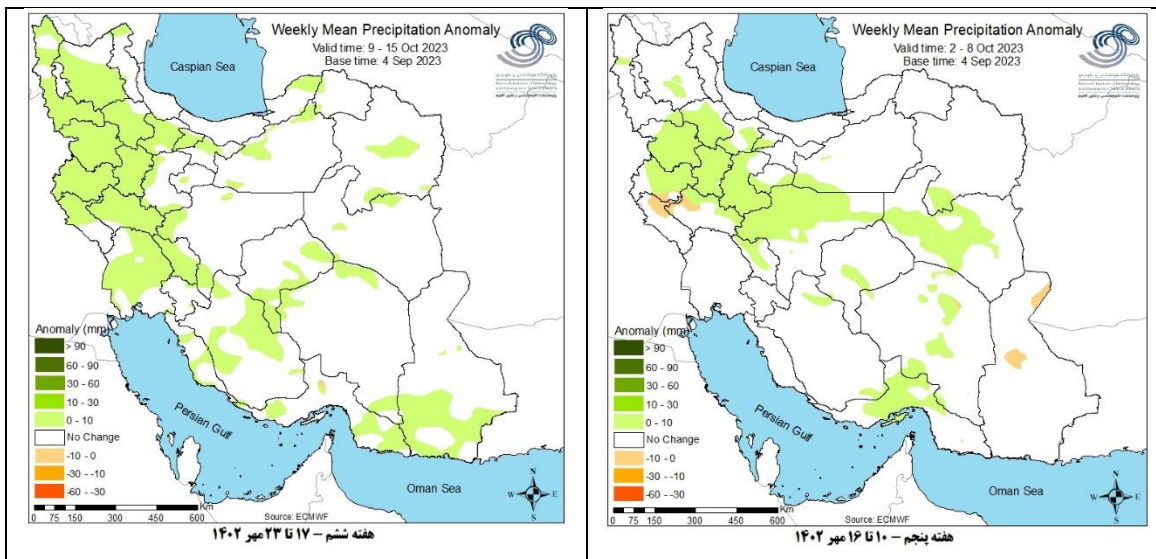 Weekly Mean Precipitation Anomaly
Valid time: 9 - 15 Oct 2023
Base time: 4 Sep 2023
Caspian Sea
Anomaly (mm)
> 90
60 - 90
30 - 60
10 - 30
0 - 10
No Change
-10 - 0
-30 - -10
-60 - -30
Persian Gulf
Oman Sea
N
W E
S
Km
0 75 150 300 450 600
Source: ECMWF
هفته ششم – ۱۷ تا ۲۳ مهر ۱۴۰۲
Weekly Mean Precipitation Anomaly
Valid time: 2 - 8 Oct 2023
Base time: 4 Sep 2023
Caspian Sea
Anomaly (mm)
> 90
60 - 90
30 - 60
10 - 30
0 - 10
No Change
-10 - 0
-30 - -10
-60 - -30
Persian Gulf
Oman Sea
N
W E
S
Km
0 75 150 300 450 600
Source: ECMWF
هفته پنجم – ۱۰ تا ۱۶ مهر ۱۴۰۲